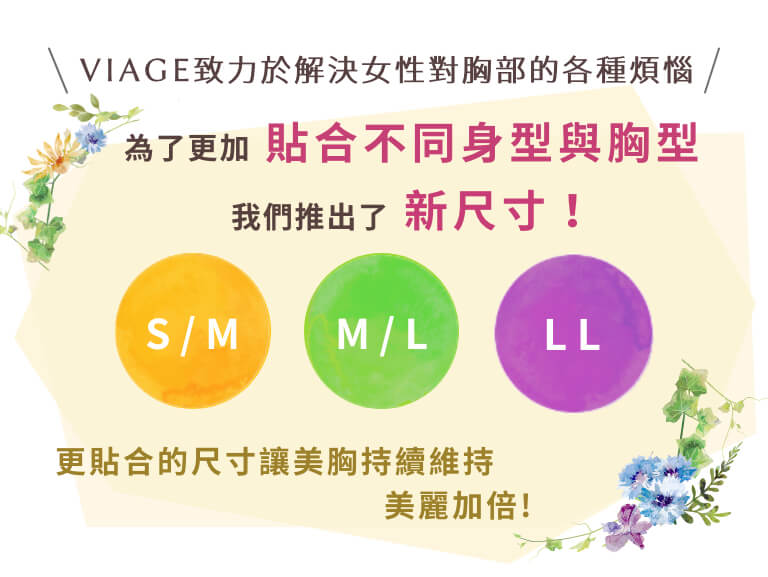 VIAGE致力於解決女性對胸部的各種煩惱
為了更加 貼合不同身型與胸型
我們推出了 新尺寸！
S/M M/L LL
更貼合的尺寸讓美胸持續維持
美麗加倍!